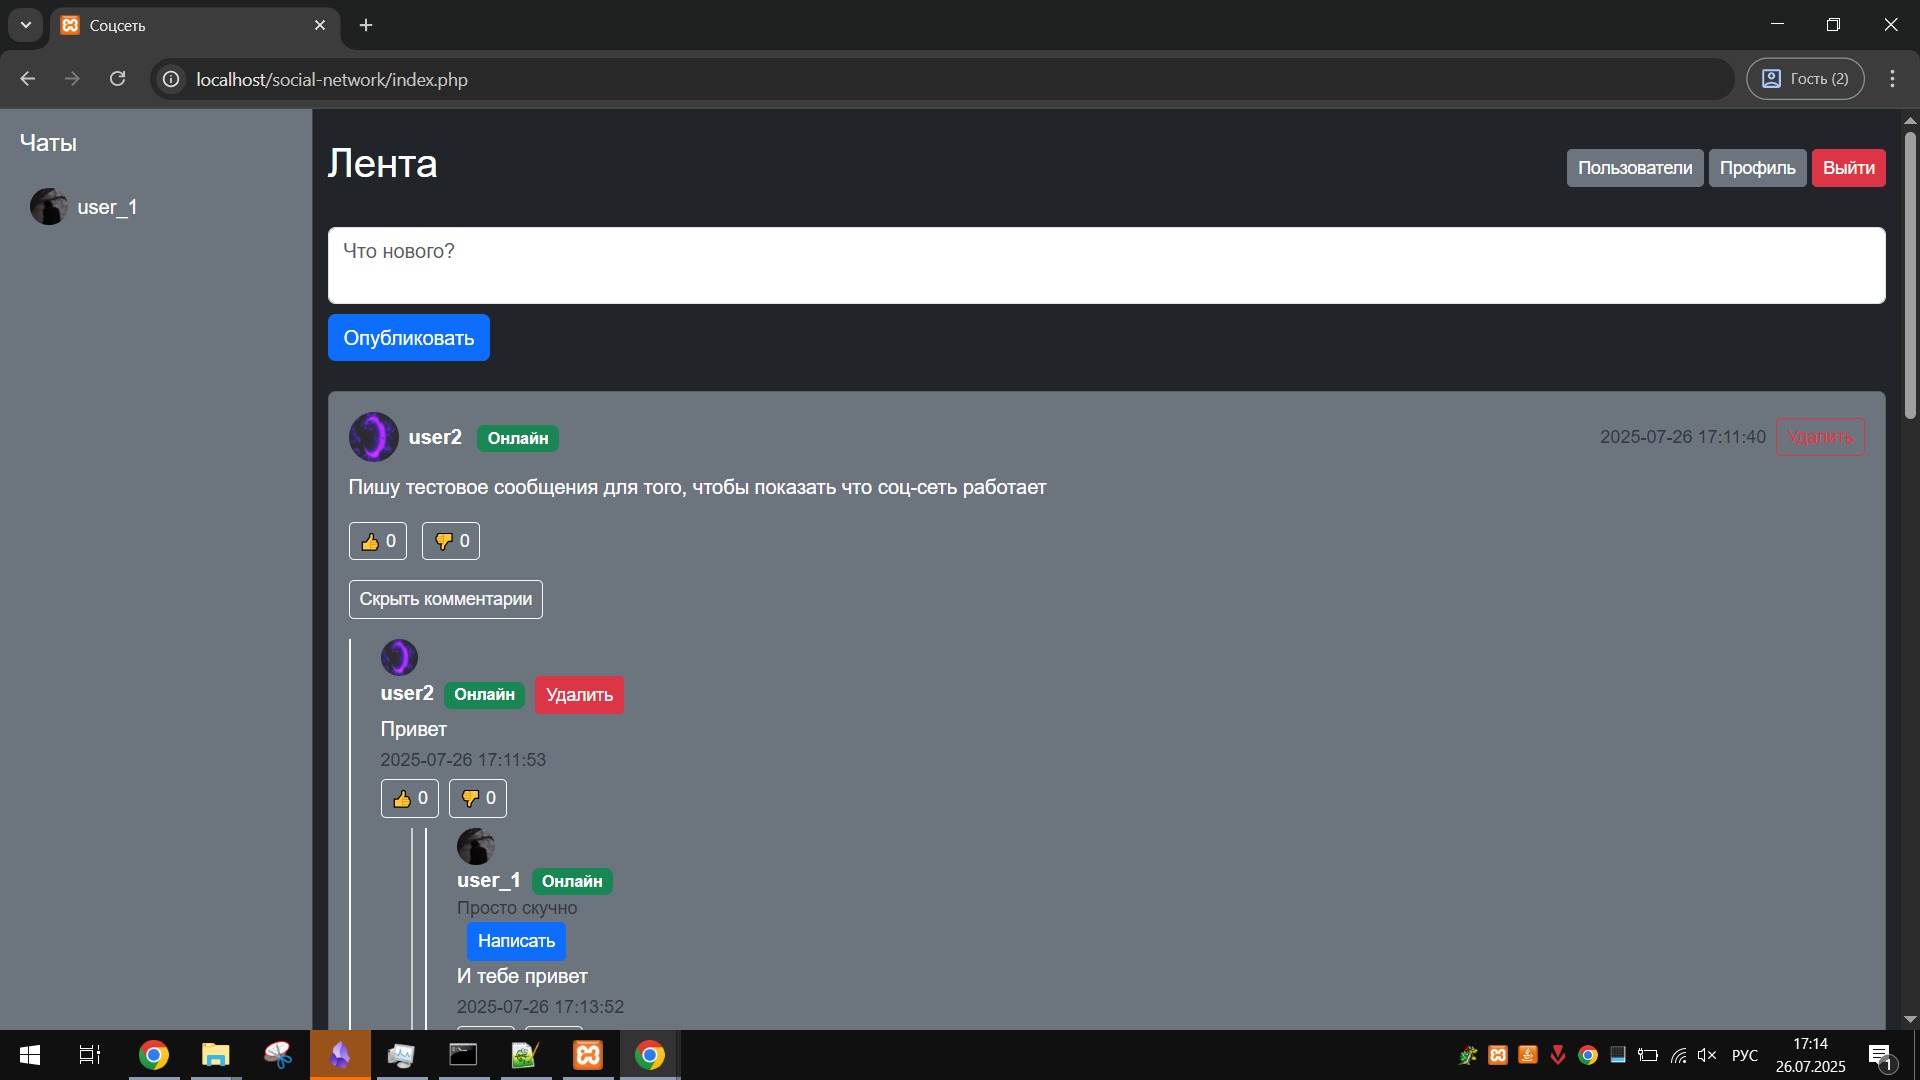 Соцсеть
localhost/social-network/index.php
Гость (2)
Чаты
user_1
Лента
Пользователи Профиль Выйти
Что нового?
Опубликовать
user2 Онлайн 2025-07-26 17:11:40 Удалить
Пишу тестовое сообщения для того, чтобы показать что соц-сеть работает
0 0
Скрыть комментарии
user2 Онлайн Удалить
Привет
2025-07-26 17:11:53
0 0
user_1 Онлайн
Просто скучно
Написать
И тебе привет
2025-07-26 17:13:52
РУС
17:14
26.07.2025
1